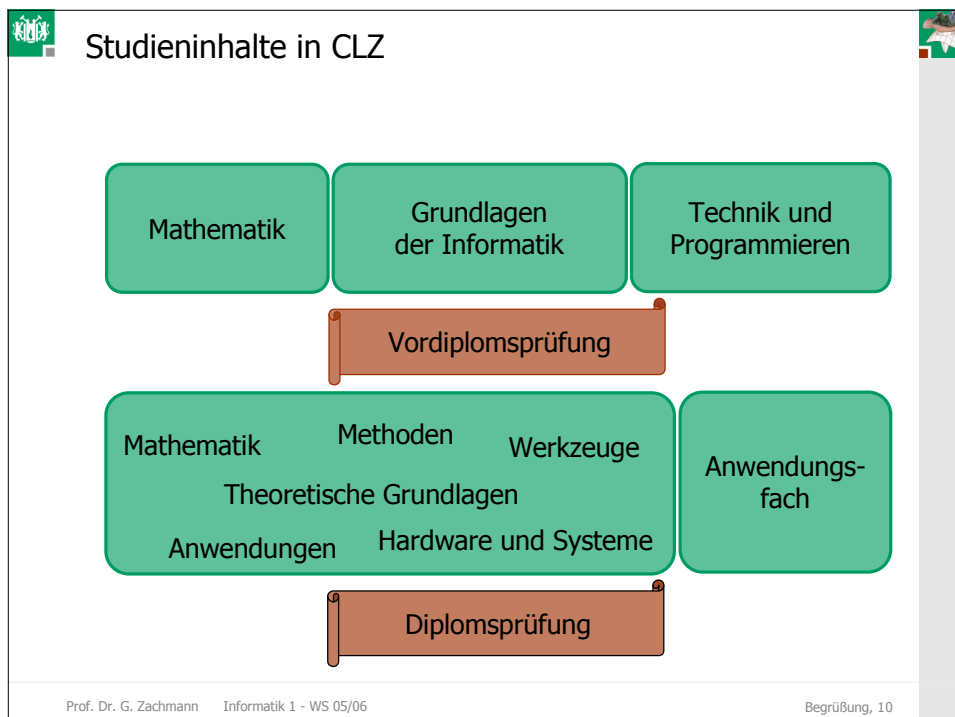 Studieninhalte in CLZ
Mathematik
Grundlagen
der Informatik
Technik und
Programmieren
Vordiplomsprüfung
Mathematik
Methoden
Werkzeuge
Theoretische Grundlagen
Anwendungen
Hardware und Systeme
Anwendungs-
fach
Diplomsprüfung
Prof. Dr. G. Zachmann Informatik 1 - WS 05/06 Begrüßung, 10